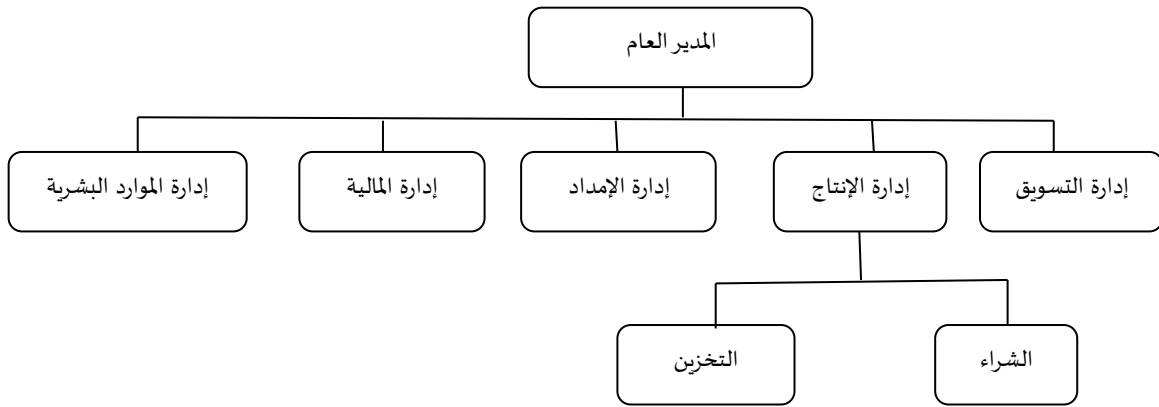 المدير العام
إدارة التسويق
إدارة الإنتاج
إدارة الإمداد
إدارة المالية
إدارة الموارد البشرية
الشراء
التخزين